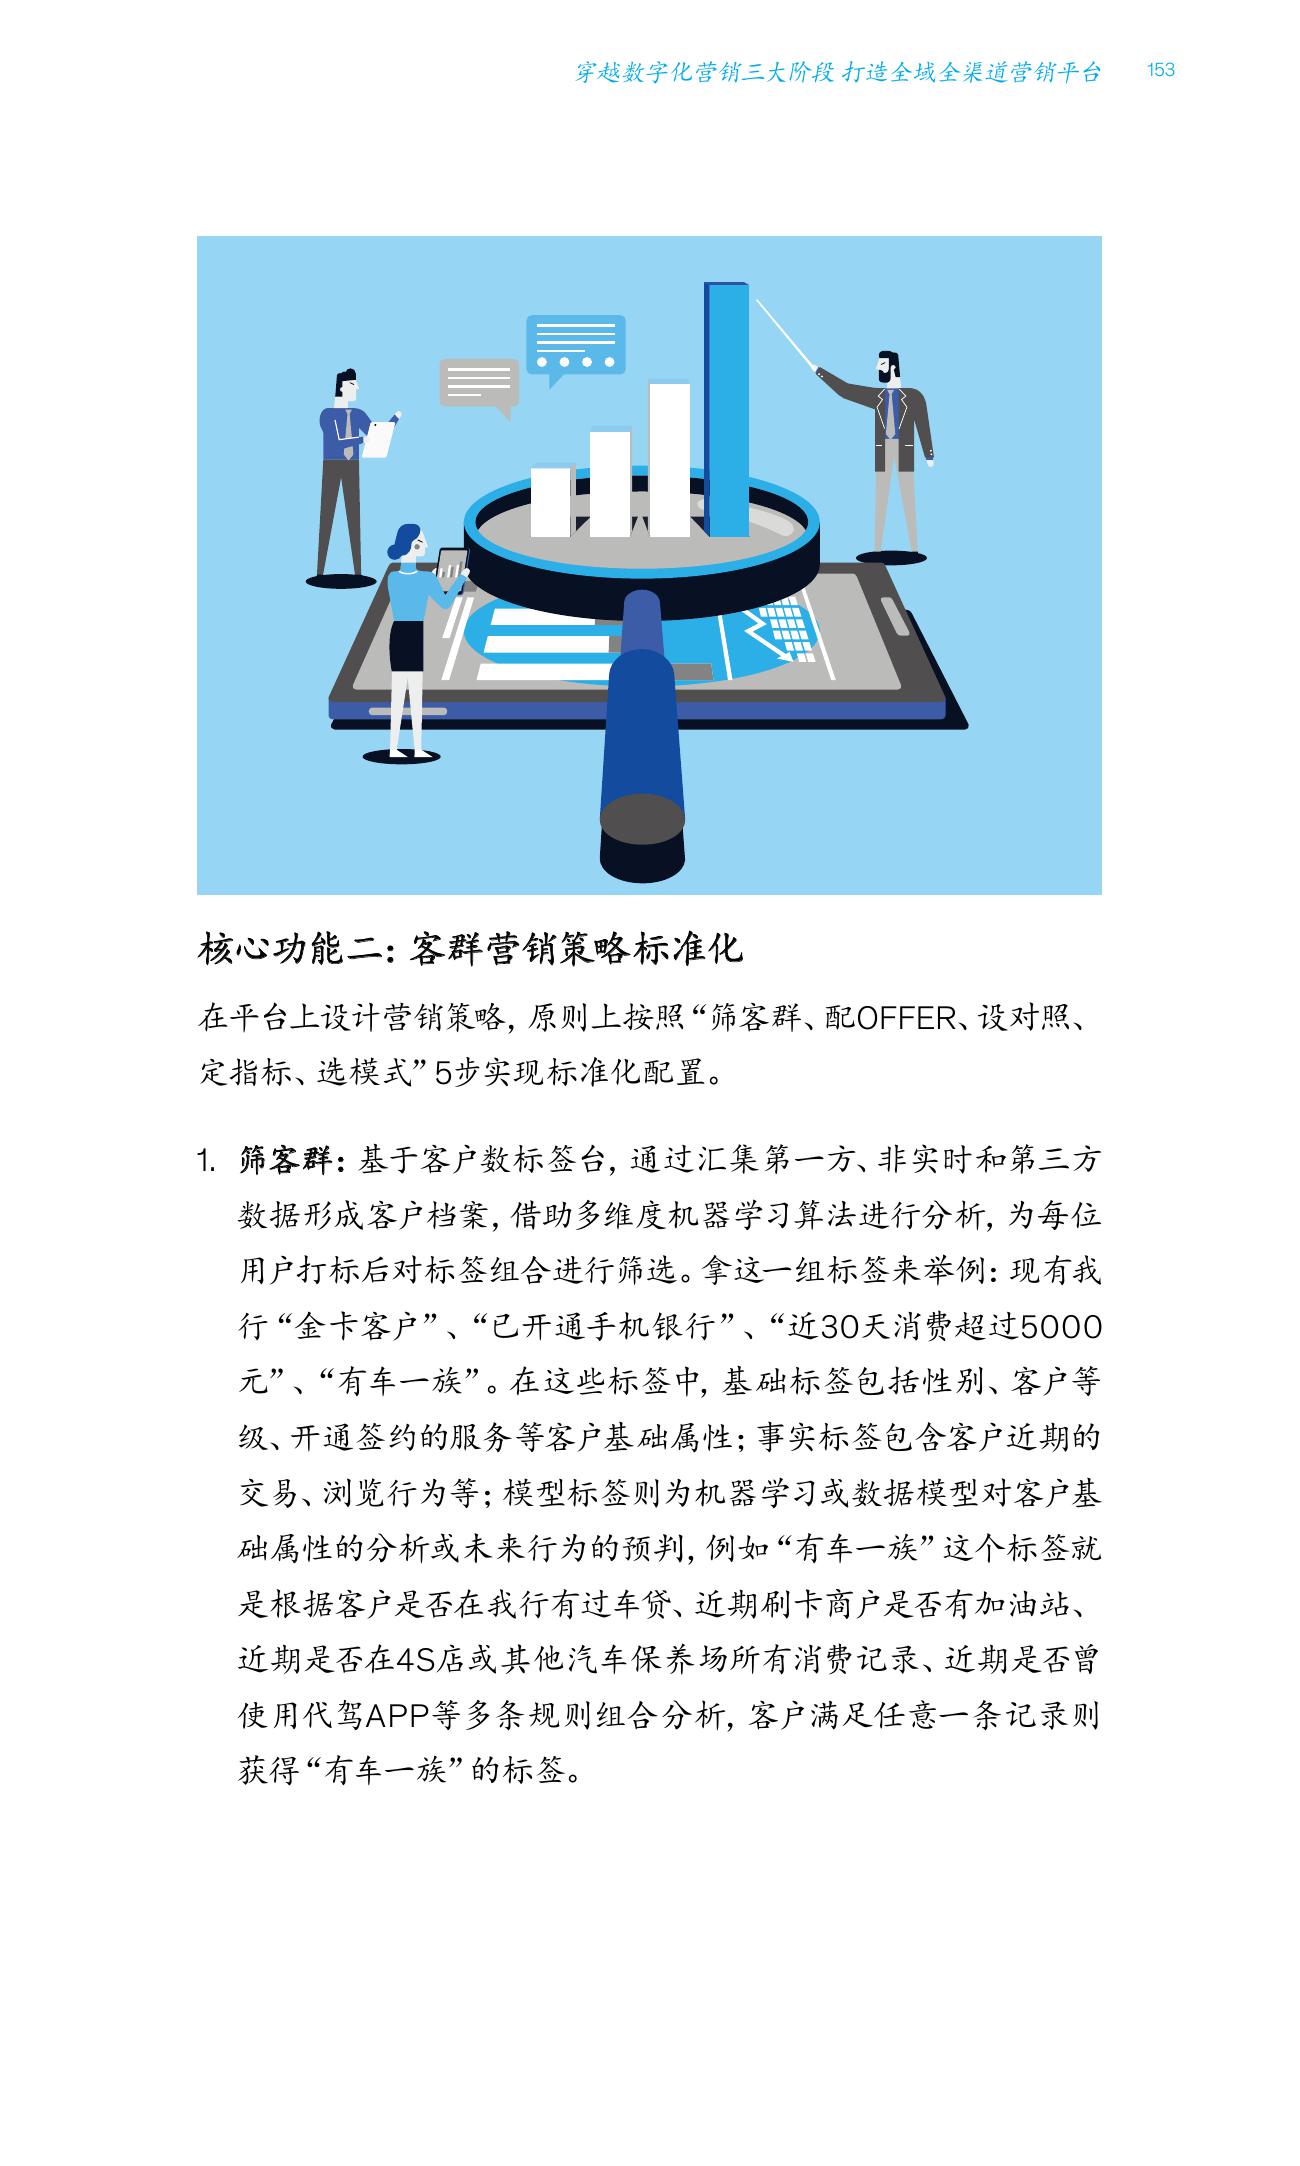 穿越数字化营销三大阶段 打造全域全渠道营销平台 153
核心功能二：客群营销策略标准化
在平台上设计营销策略，原则上按照“筛客群、配OFFER、设对照、
定指标、选模式”5步实现标准化配置。
1. 筛客群：基于客户数标签台，通过汇集第一方、非实时和第三方
数据形成客户档案，借助多维度机器学习算法进行分析，为每位
用户打标后对标签组合进行筛选。拿这一组标签来举例：现有我
行“金卡客户”、“已开通手机银行”、“近30天消费超过5000
元”、“有车一族”。在这些标签中，基础标签包括性别、客户等
级、开通签约的服务等客户基础属性；事实标签包含客户近期的
交易、浏览行为等；模型标签则为机器学习或数据模型对客户基
础属性的分析或未来行为的预判，例如“有车一族”这个标签就
是根据客户是否在我行有过车贷、近期刷卡商户是否有加油站、
近期是否在4S店或其他汽车保养场所有消费记录、近期是否曾
使用代驾APP等多条规则组合分析，客户满足任意一条记录则
获得“有车一族”的标签。